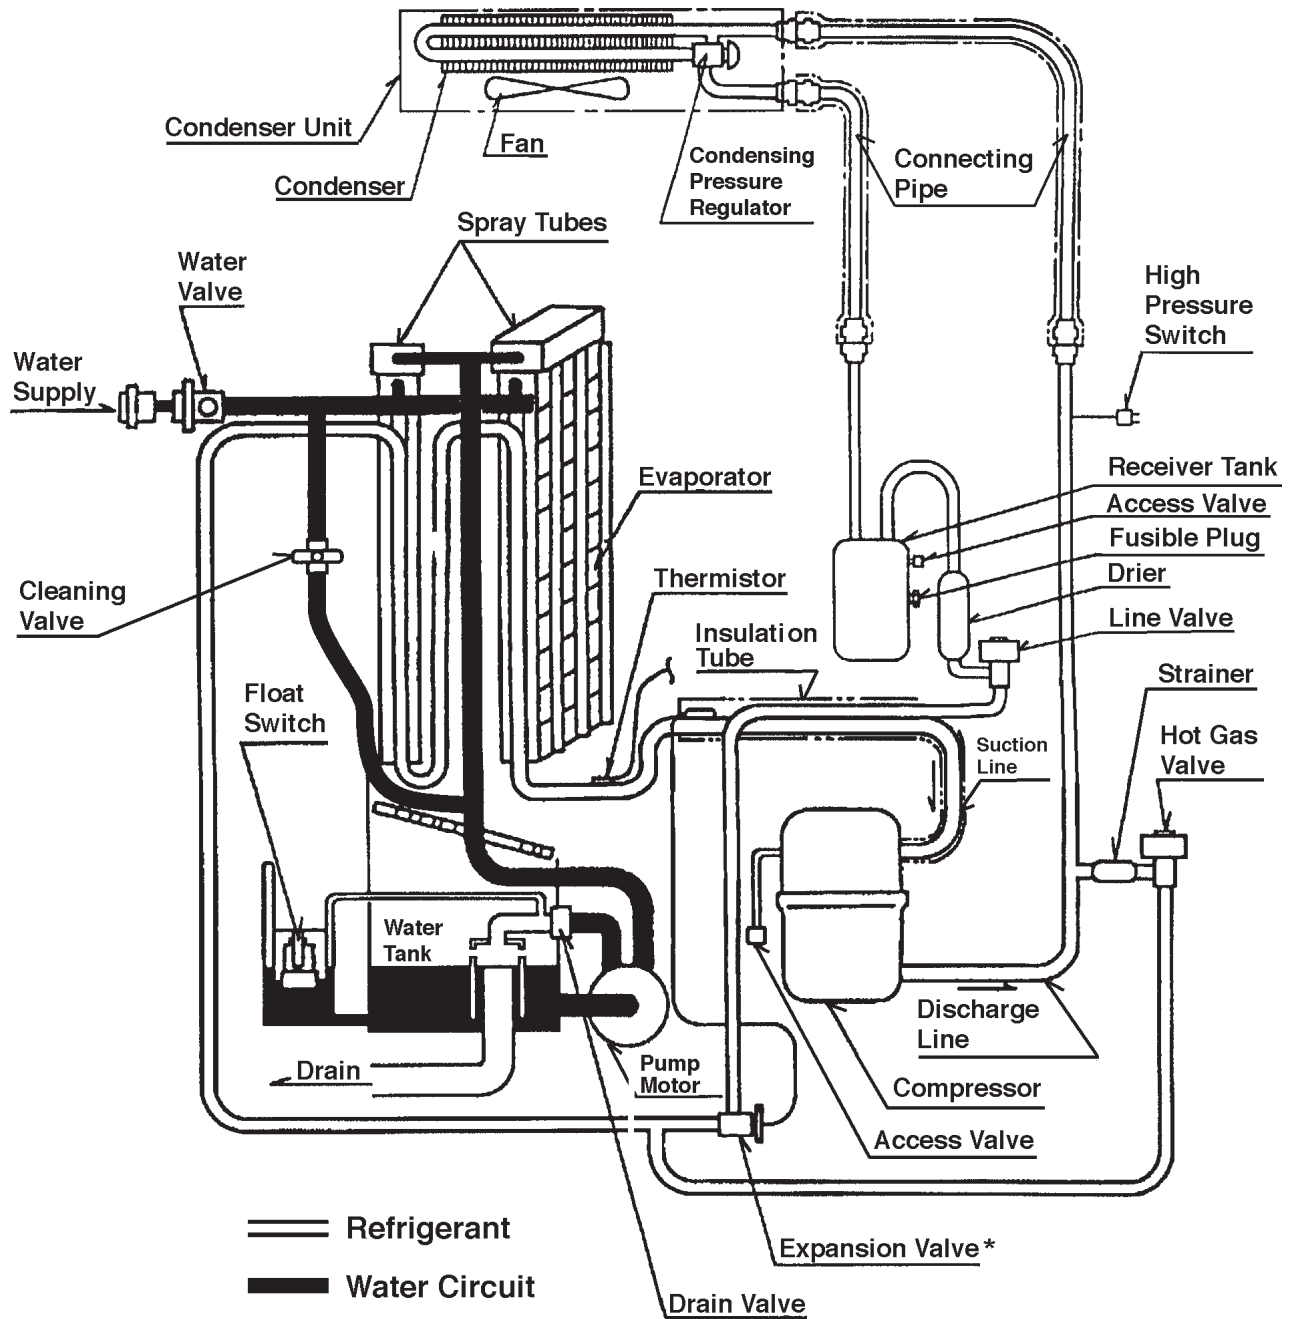 Condenser Unit
Fan
Condenser
Condensing
Pressure
Regulator
Connecting
Pipe
Spray Tubes
Water
Valve
High
Pressure
Switch
Water
Supply
Evaporator
Receiver Tank
Access Valve
Fusible Plug
Drier
Line Valve
Cleaning
Valve
Thermistor
Insulation
Tube
Strainer
Float
Switch
Suction
Line
Hot Gas
Valve
Water
Tank
Discharge
Line
Drain
Pump
Motor
Compressor
Access Valve
Refrigerant
Expansion Valve*
Water Circuit
Drain Valve